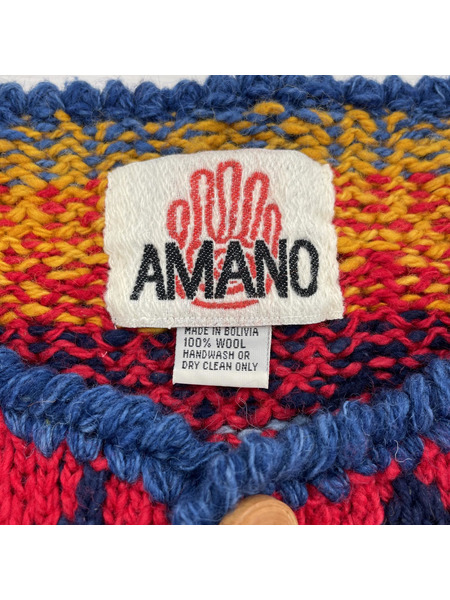 AMANO
MADE IN BOLIVIA
100% WOOL
HANDWASH OR
DRY CLEAN ONLY